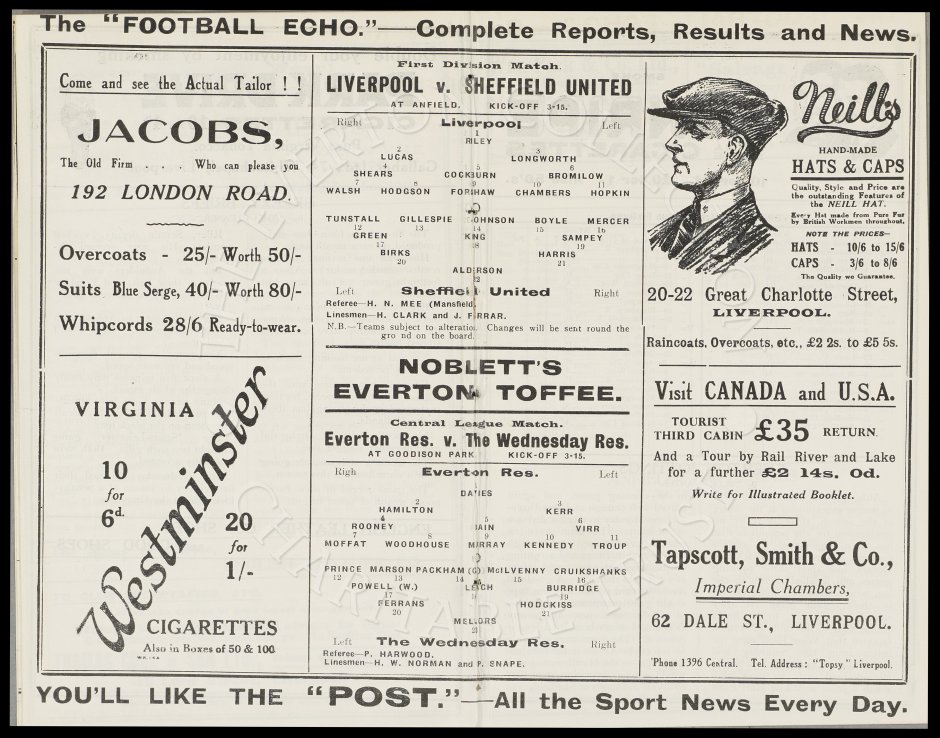 The "FOOTBALL ECHO."—Complete Reports, Results and News.
Come and see the Actual Tailor ! !
JACOBS,
The Old Firm . . . Who can please you
192 LONDON ROAD.
Overcoats - 25/- Worth 50/-
Suits Blue Serge, 40/- Worth 80/-
Whipcords 28/6 Ready-to-wear.
VIRGINIA
10
for
6d.
Westminster
20
for
1/-
CIGARETTES
Also in Boxes of 50 & 100
First Division Match.
LIVERPOOL v. SHEFFIELD UNITED
AT ANFIELD. KICK-OFF 3-15.
Right Liverpool Left
1
RILEY
2 3
LUCAS LONGWORTH
4 5 6
SHEARS COCKBURN BROMILOW
7 8 9 10 11
WALSH HODGSON FORSHAW CHAMBERS HOPKIN
TUNSTALL GILLESPIE JOHNSON BOYLE MERCER
12 13 14 15 16
GREEN KNG SAMPEY
17 18 19
BIRKS HARRIS
20 21
ALDERSON
22
Left Sheffield United Right
Referee—H. N. MEE (Mansfield)
Linesmen—H. CLARK and J. FARRAR.
N.B.—Teams subject to alteration. Changes will be sent round the
ground on the board.
NOBLETT'S
EVERTON TOFFEE.
Central League Match.
Everton Res. v. The Wednesday Res.
AT GOODISON PARK KICK-OFF 3-15.
Righ Everton Res. Left
DAVIES
2 3
HAMILTON KERR
4 5 6
ROONEY BAIN VIRR
7 8 9 10 11
MOFFAT WOODHOUSE MURRAY KENNEDY TROUP
PRINCE MARSON PACKHAM (G) McILVENNY CRUIKSHANKS
12 13 14 15 16
POWELL (W.) LEACH BURRIDGE
17 19
FERRANS HODGKISS
20 21
MELLORS
22
Left The Wednesday Res. Right
Referee—P. HARWOOD.
Linesmen—H. W. NORMAN and P. SNAPE.
Neill's
HAND-MADE
HATS & CAPS
Quality, Style and Price are
the outstanding Features of
the NEILL HAT.
Every Hat made from Pure Fur
by British Workmen throughout.
NOTE THE PRICES—
HATS - 10/6 to 15/6
CAPS - 3/6 to 8/6
The Quality we Guarantee.
20-22 Great Charlotte Street,
LIVERPOOL.
Raincoats, Overcoats, etc., £2 2s. to £5 5s.
Visit CANADA and U.S.A.
TOURIST
THIRD CABIN £35 RETURN.
And a Tour by Rail River and Lake
for a further £2 14s. 0d.
Write for Illustrated Booklet.
Tapscott, Smith & Co.,
Imperial Chambers,
62 DALE ST., LIVERPOOL.
'Phone 1396 Central. Tel. Address : "Topsy" Liverpool.
YOU'LL LIKE THE "POST."—All the Sport News Every Day.